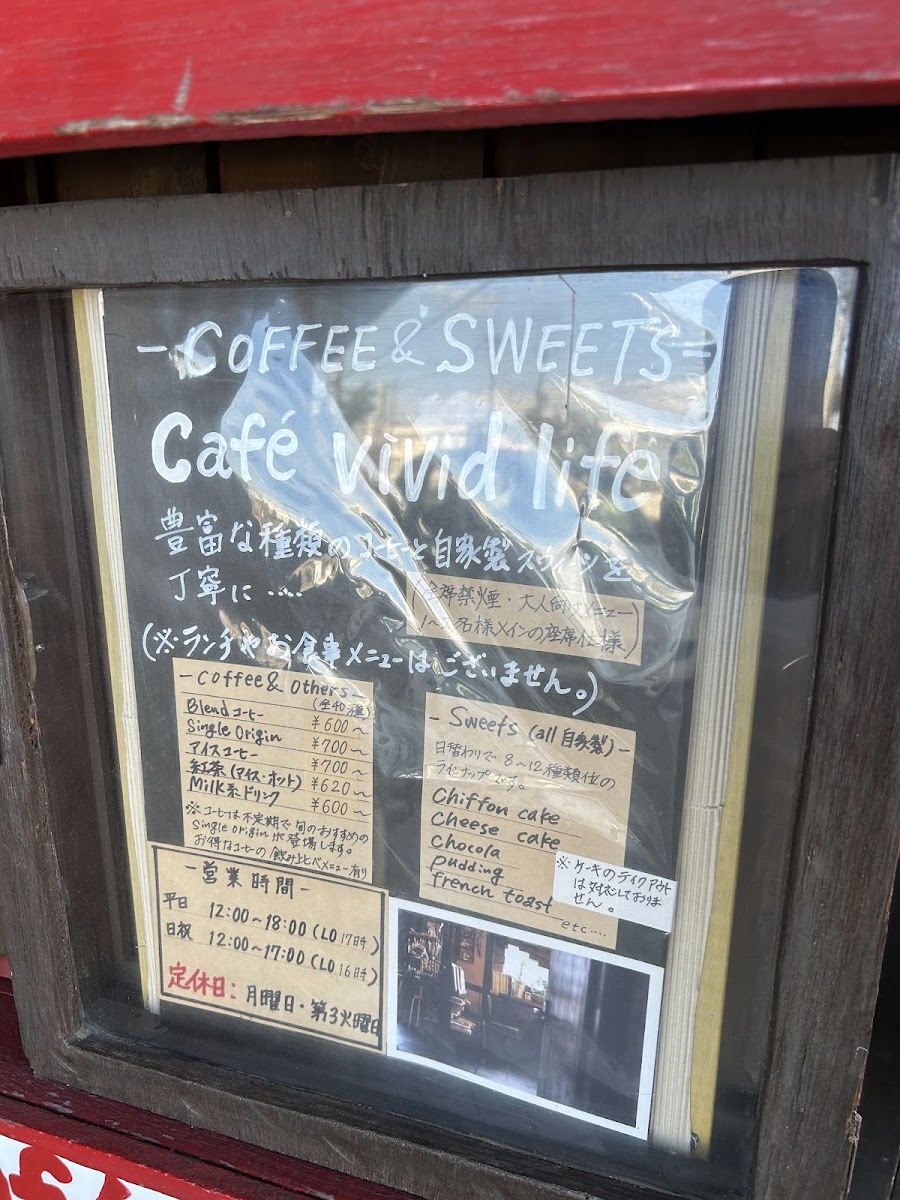 - COFFEE & SWEETS -
Café vivid life
豊富な種類のコーヒーと自家製スウィーツを
丁寧に ‥‥
(全席禁煙・大人向けメニュー)
1~2名様メインの座席仕様)
(※ランチやお食事メニューはございません。)
- Coffee & Others -
(全40種)
Blend コーヒー ¥600~
Single Origin ¥700~
アイスコーヒー ¥700~
紅茶(アイス・ホット) ¥620~
Milk系ドリンク ¥600~
※コーヒーは不定期で旬のおすすめの
Single originが登場します。
お得なコーヒーの飲み比べメニュー有り
- Sweets (all 自家製) -
日替わりで8~12種類位の
ラインナップです。
Chiffon cake
Cheese cake
Chocola
pudding
french toast
etc....
※ケーキのテイクアウト
は対応しておりま
せん。
- 営業時間 -
平日 12:00~18:00 (LO 17時)
日祝 12:00~17:00 (LO 16時)
定休日: 月曜日・第3火曜日